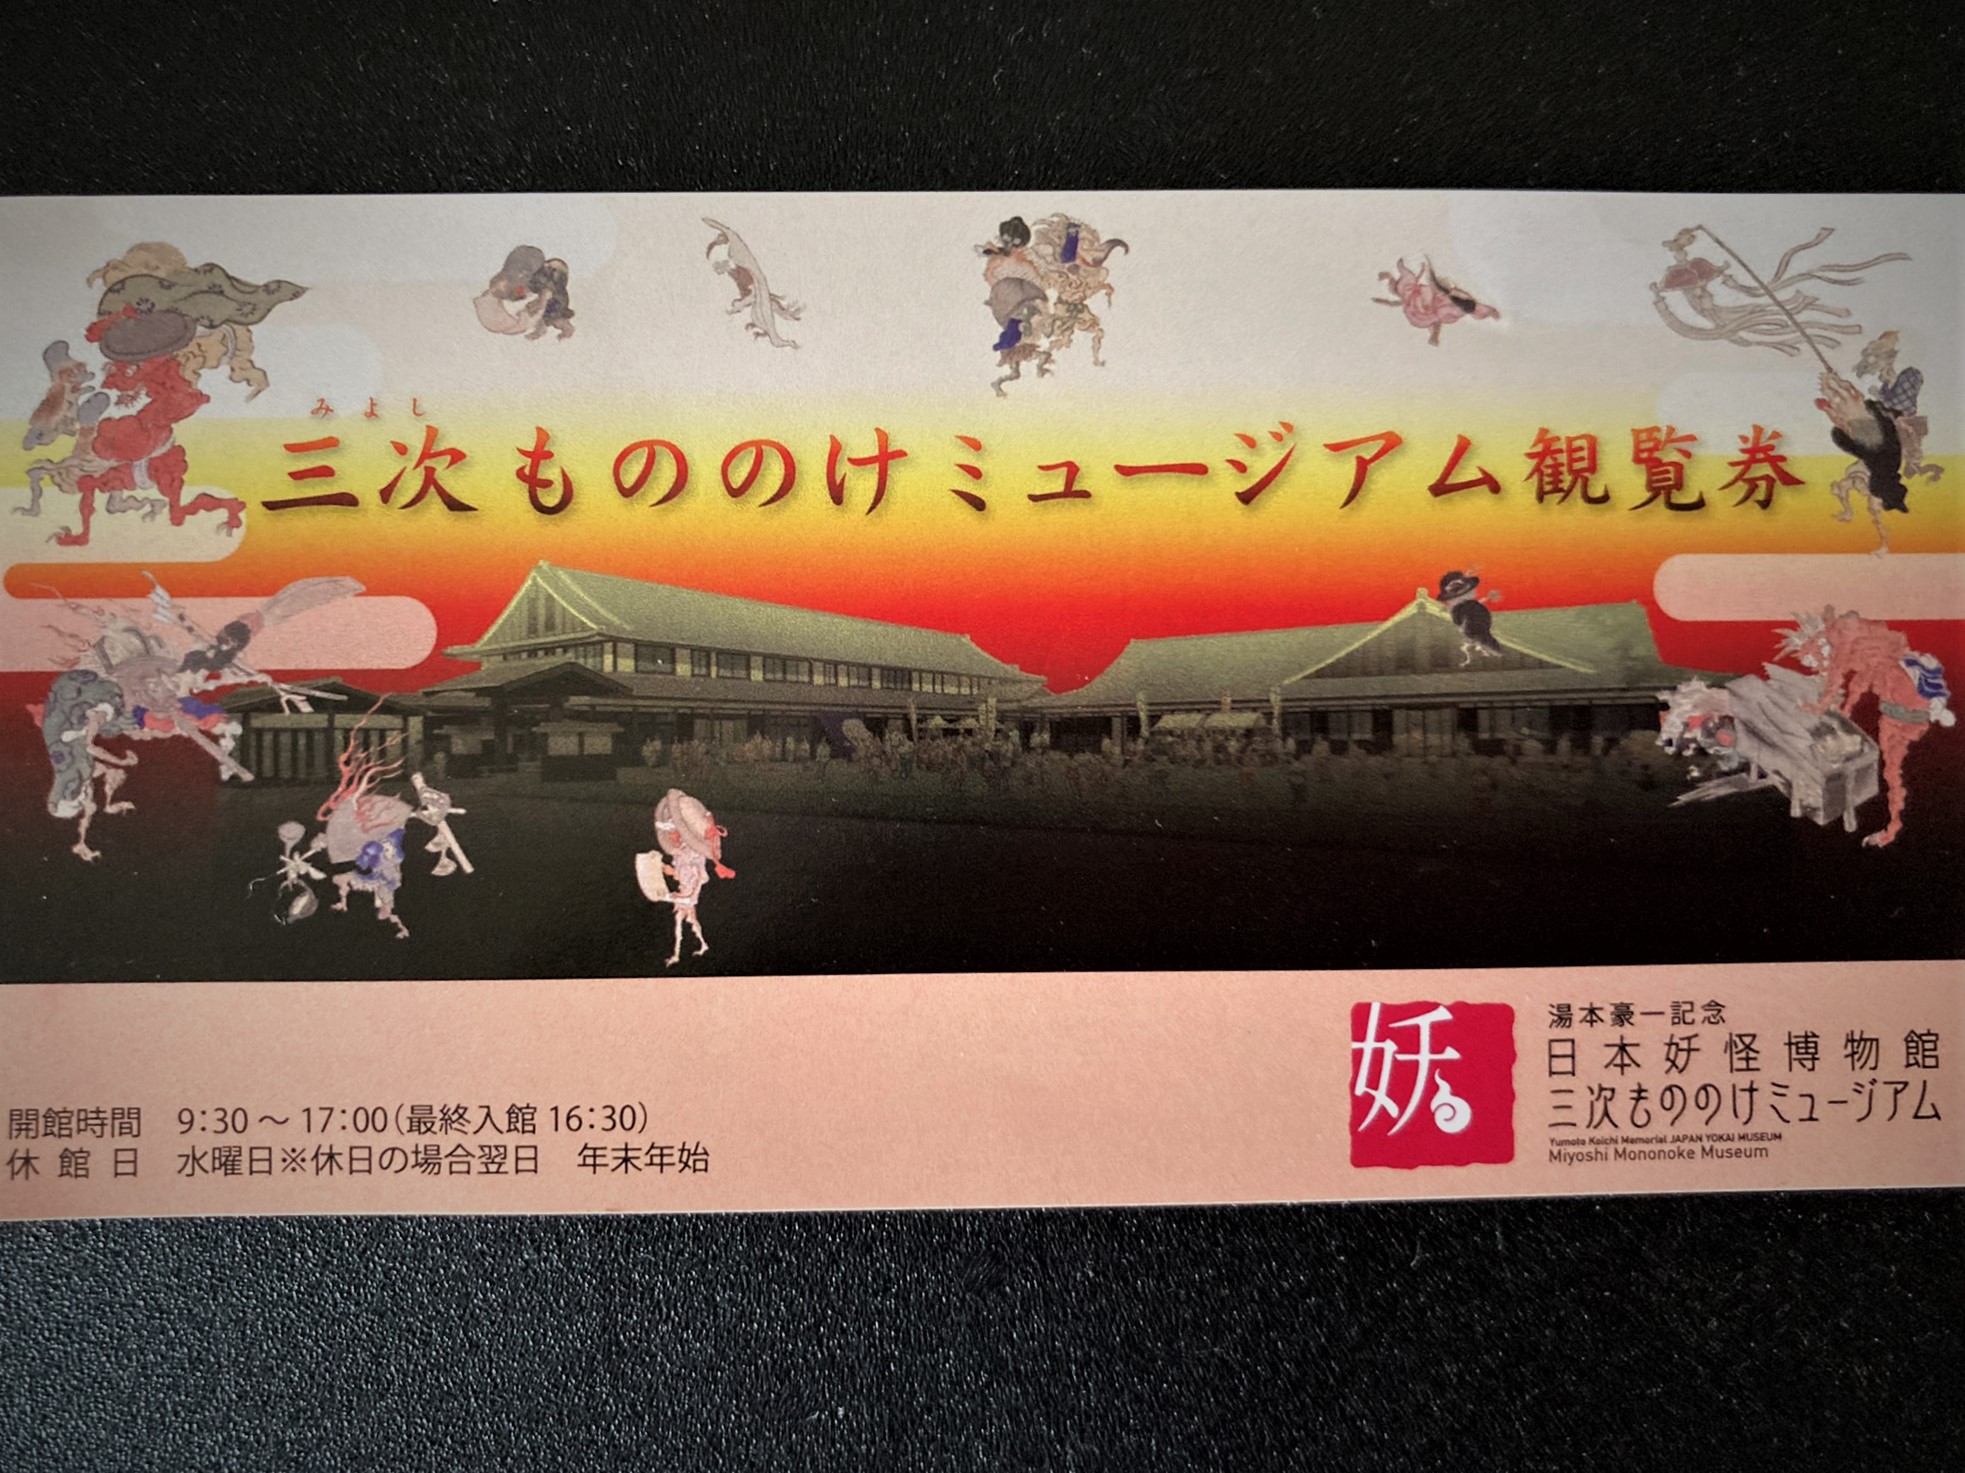 みよし
三次もののけミュージアム観覧券
開館時間 9:30～17:00(最終入館 16:30)
休館日 水曜日※休日の場合翌日 年末年始
妖
湯本豪一記念
日本妖怪博物館
三次もののけミュージアム
Yumoto Koichi Memorial JAPAN YOKAI MUSEUM
Miyoshi Mononoke Museum